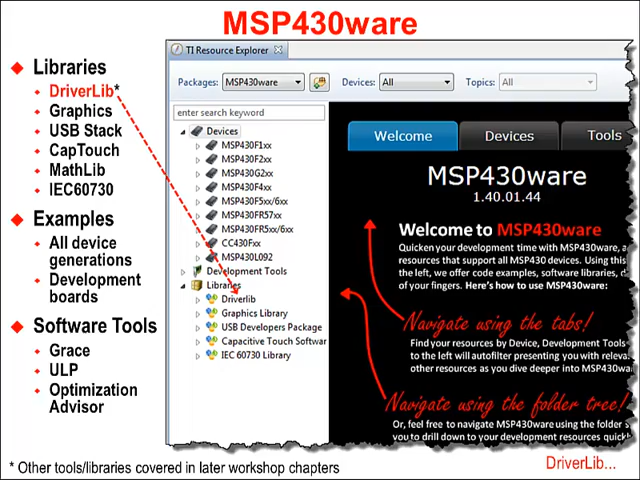 MSP430ware
Libraries
DriverLib*
Graphics
USB Stack
CapTouch
MathLib
IEC60730
Examples
All device
generations
Development
boards
Software Tools
Grace
ULP
Optimization
Advisor
TI Resource Explorer
Packages: MSP430ware
Devices: All
Topics: All
enter search keyword
Devices
MSP430F1xx
MSP430F2xx
MSP430G2xx
MSP430F4xx
MSP430F5xx/6xx
MSP430FR57xx
MSP430FR5xx/6xx
CC430Fxx
MSP430L092
Development Tools
Libraries
Driverlib
Graphics Library
USB Developers Package
Capacitive Touch Softwar
IEC 60730 Library
Welcome Devices Tools
MSP430ware
1.40.01.44
Welcome to MSP430ware
Quicken your development time with MSP430ware, a
resources that support all MSP430 devices. Using this
the left, we offer code examples, software libraries, d
of your fingers. Here's how to use MSP430ware:
Navigate using the tabs!
Find your resources by Device, Development Tools
to the left will autofilter presenting you with releva
other resources as you dive deeper into MSP430wa
Navigate using the folder tree!
Or, feel free to navigate MSP430ware using the folder s
you to drill down to your development resources quickl
* Other tools/libraries covered in later workshop chapters
DriverLib...